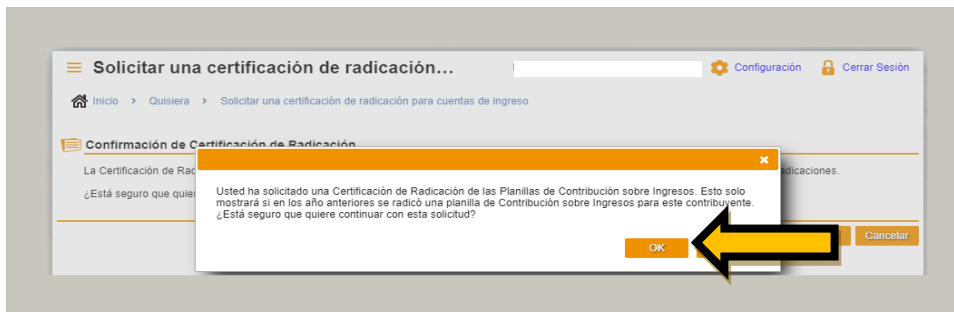 Solicitar una certificación de radicación...
Configuración
Cerrar Sesión
Inicio > Quisiera > Solicitar una certificación de radicación para cuentas de ingreso
Confirmación de Certificación de Radicación
La Certificación de Rad
adicaciones.
¿Está seguro que quier
Usted ha solicitado una Certificación de Radicación de las Planillas de Contribución sobre Ingresos. Esto solo
mostrará si en los año anteriores se radicó una planilla de Contribución sobre Ingresos para este contribuyente.
¿Está seguro que quiere continuar con esta solicitud?
OK
Cancelar